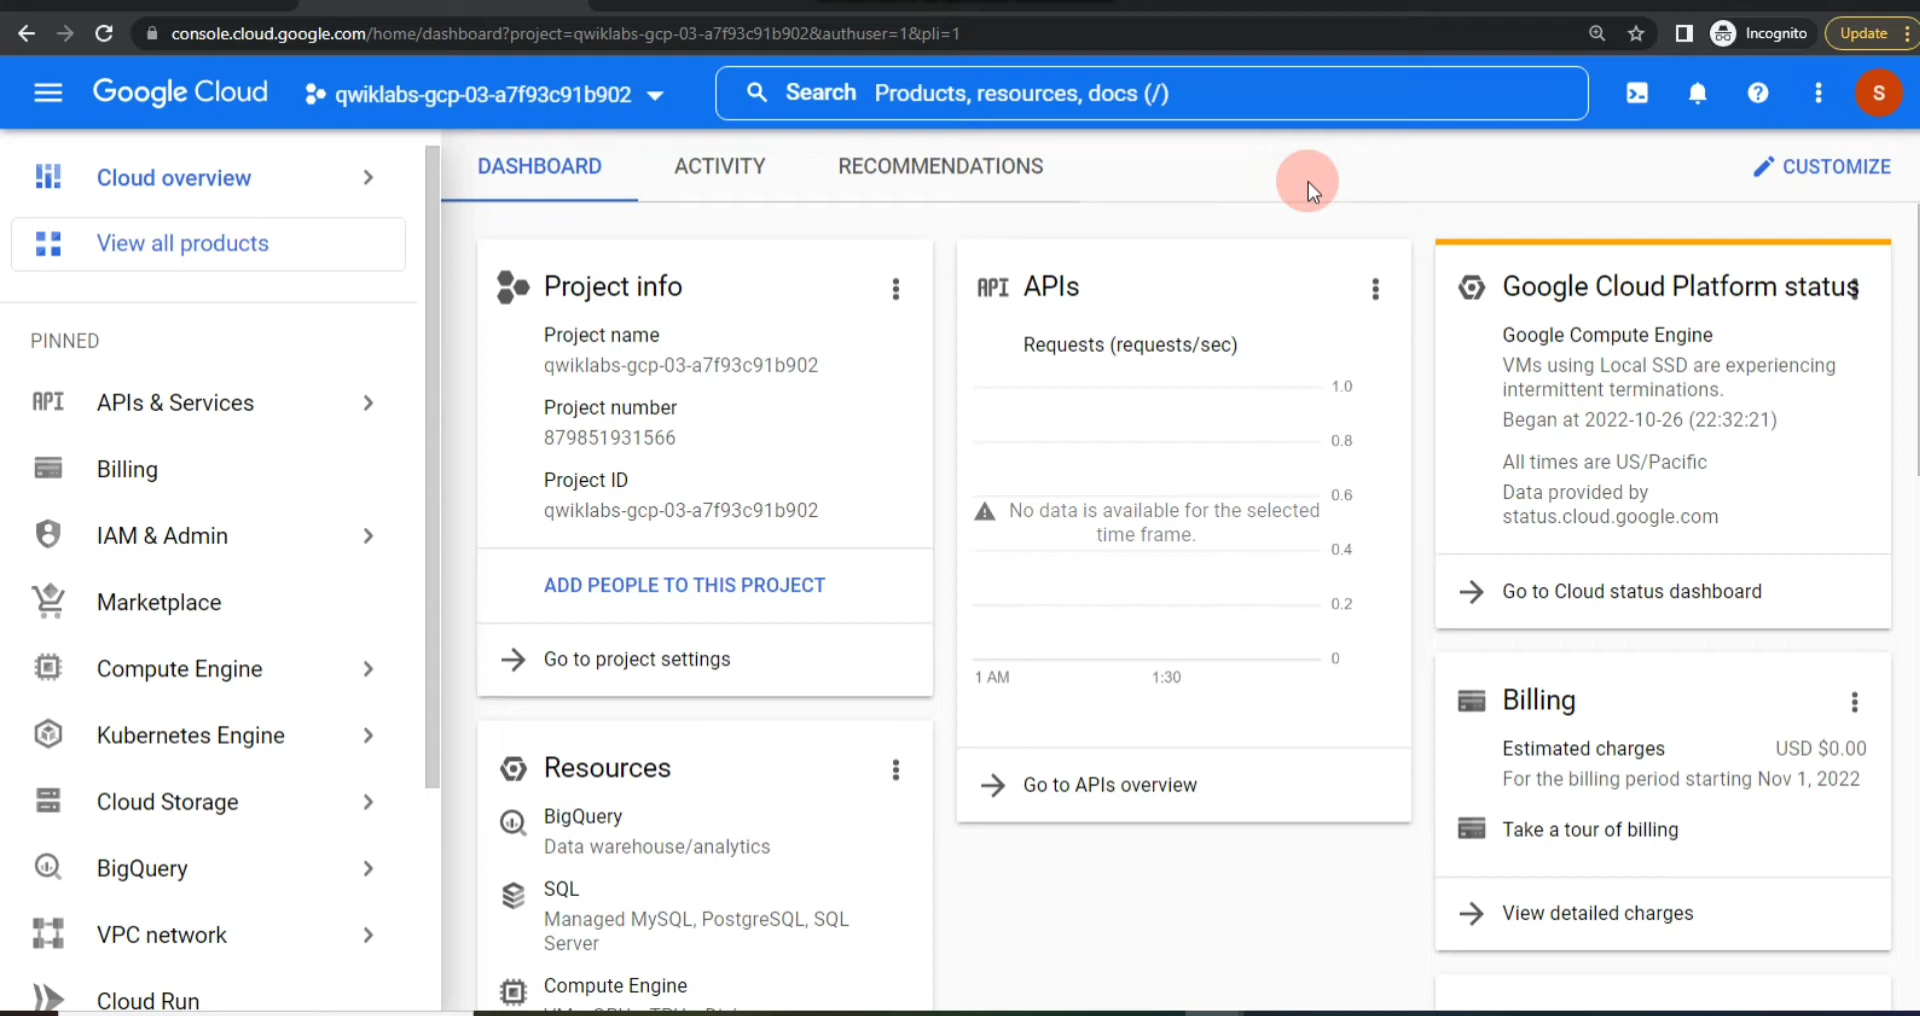 console.cloud.google.com/home/dashboard?project=qwiklabs-gcp-03-a7f93c91b902&authuser=1&pli=1
Incognito
Update
Google Cloud
qwiklabs-gcp-03-a7f93c91b902
Search Products, resources, docs (/)
S
Cloud overview
View all products
PINNED
API APIs & Services
Billing
IAM & Admin
Marketplace
Compute Engine
Kubernetes Engine
Cloud Storage
BigQuery
VPC network
Cloud Run
DASHBOARD
ACTIVITY
RECOMMENDATIONS
CUSTOMIZE
Project info
Project name
qwiklabs-gcp-03-a7f93c91b902
Project number
879851931566
Project ID
qwiklabs-gcp-03-a7f93c91b902
ADD PEOPLE TO THIS PROJECT
Go to project settings
Resources
BigQuery
Data warehouse/analytics
SQL
Managed MySQL, PostgreSQL, SQL
Server
Compute Engine
API APIs
Requests (requests/sec)
1.0
0.8
0.6
No data is available for the selected
time frame.
0.4
0.2
0
1 AM
1:30
Go to APIs overview
Google Cloud Platform status
Google Compute Engine
VMs using Local SSD are experiencing
intermittent terminations.
Began at 2022-10-26 (22:32:21)
All times are US/Pacific
Data provided by
status.cloud.google.com
Go to Cloud status dashboard
Billing
Estimated charges USD $0.00
For the billing period starting Nov 1, 2022
Take a tour of billing
View detailed charges